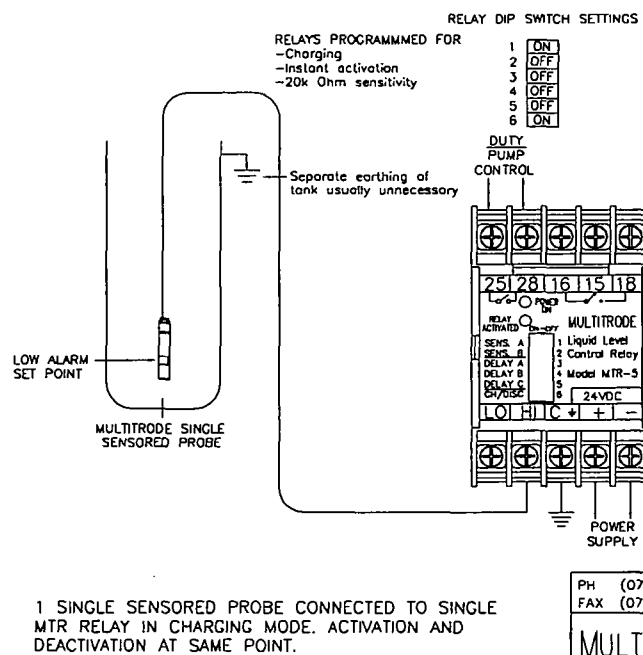 RELAY DIP SWITCH SETTINGS
1 ON
2 OFF
3 OFF
4 OFF
5 OFF
6 ON
RELAYS PROGRAMMMED FOR
-Charging
-Instant activation
-20k Ohm sensitivity
DUTY
PUMP
CONTROL
Separate earthing of
tank usually unnecessary
25 28 16 15 18
POWER
ON
RELAY
ACTIVATED
ON-OFF
MULTITRODE
Liquid Level
Control Relay
Model MTR-5
SENS. A 1
SENS. B 2
DELAY A 3
DELAY B 4
DELAY C 5
CH/DISC 6
24VDC
LO HI C + -
LOW ALARM
SET POINT
MULTITRODE SINGLE
SENSORED PROBE
POWER
SUPPLY
1 SINGLE SENSORED PROBE CONNECTED TO SINGLE
MTR RELAY IN CHARGING MODE. ACTIVATION AND
DEACTIVATION AT SAME POINT.
PH (07
FAX (07
MULT